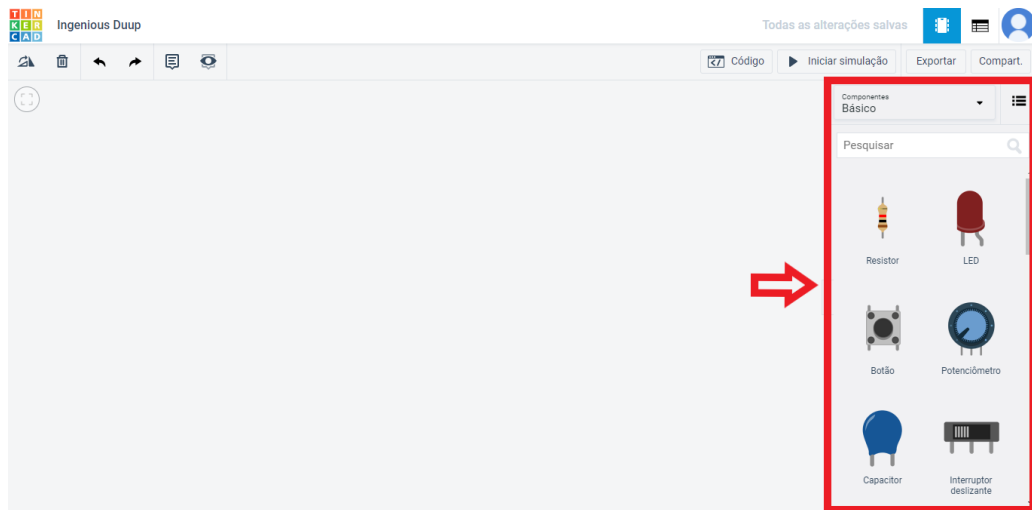 TIN
KER
CAD
Ingenious Duup
Todas as alterações salvas
Código
Iniciar simulação
Exportar
Compart.
Componentes
Básico
Pesquisar
Resistor
LED
Botão
Potenciômetro
Capacitor
Interruptor
deslizante